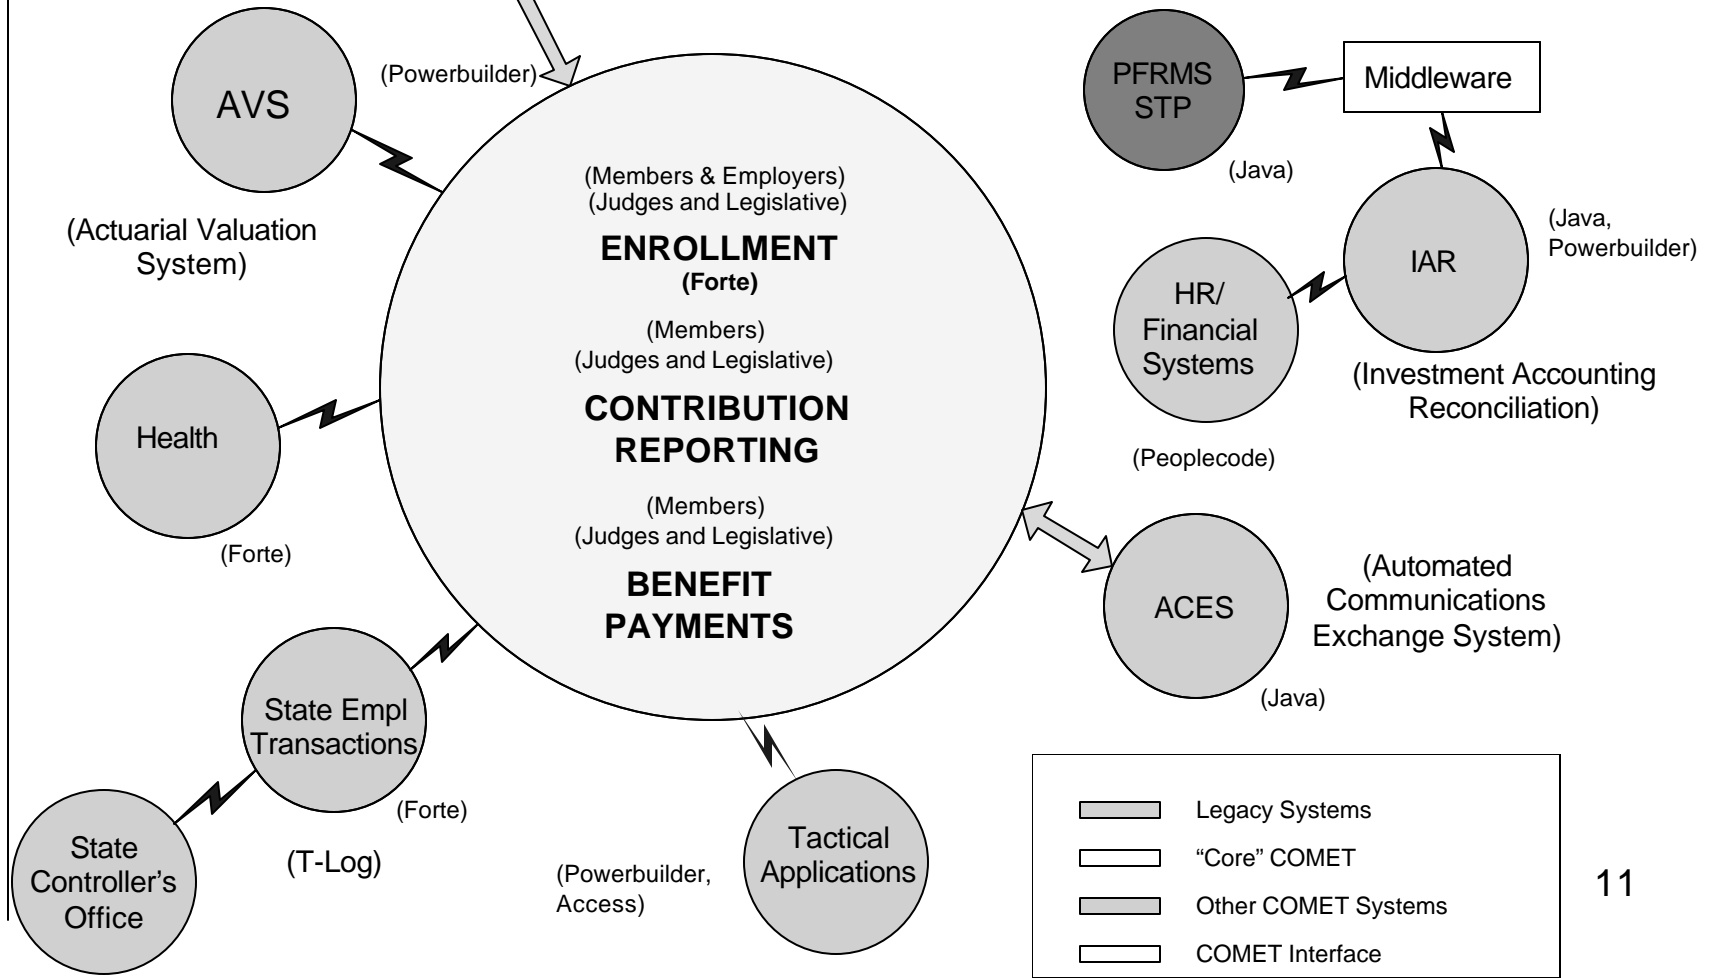 AVS
(Powerbuilder)
(Actuarial Valuation
System)
(Members & Employers)
(Judges and Legislative)
ENROLLMENT
(Forte)
(Members)
(Judges and Legislative)
CONTRIBUTION
REPORTING
(Members)
(Judges and Legislative)
BENEFIT
PAYMENTS
PFRMS
STP
(Java)
Middleware
IAR
(Java,
Powerbuilder)
HR/
Financial
Systems
(Investment Accounting
Reconciliation)
(Peoplecode)
Health
(Forte)
ACES
(Automated
Communications
Exchange System)
(Java)
State Empl
Transactions
(Forte)
(T-Log)
State
Controller’s
Office
Tactical
Applications
(Powerbuilder,
Access)
Legacy Systems
“Core” COMET
Other COMET Systems
COMET Interface
11